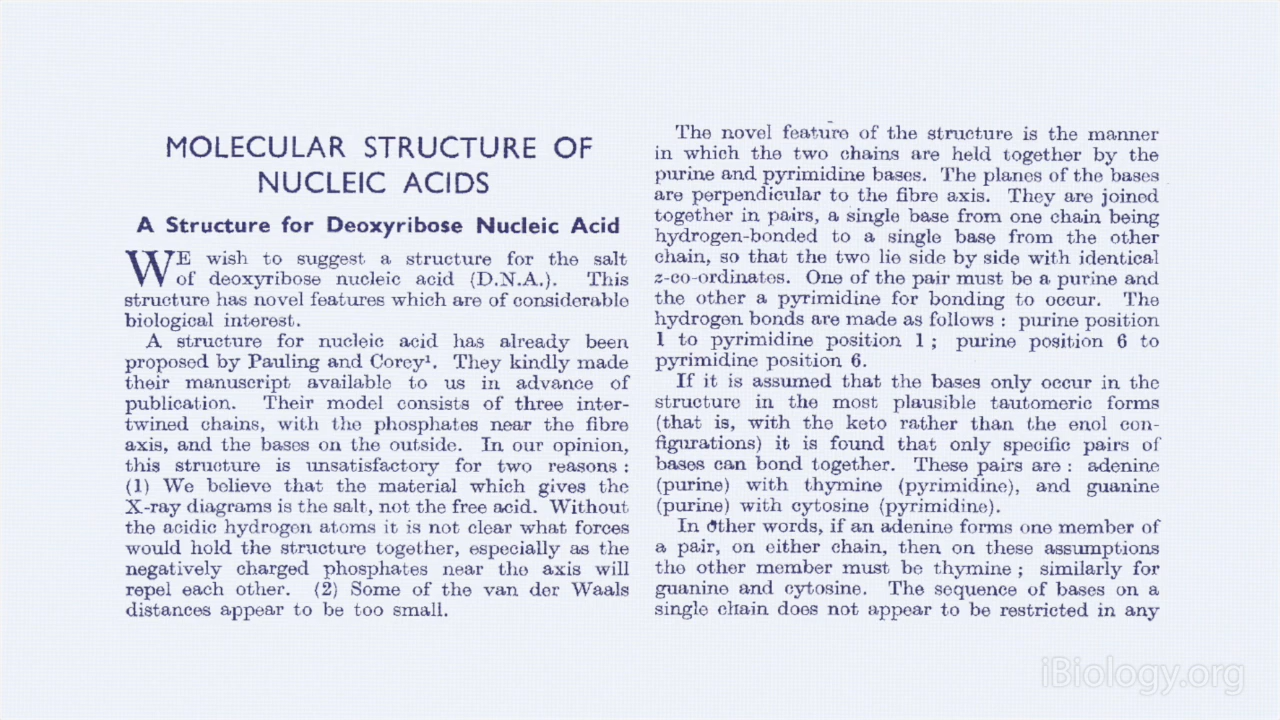 MOLECULAR STRUCTURE OF
NUCLEIC ACIDS
A Structure for Deoxyribose Nucleic Acid
WE wish to suggest a structure for the salt
of deoxyribose nucleic acid (D.N.A.). This
structure has novel features which are of considerable
biological interest.
A structure for nucleic acid has already been
proposed by Pauling and Corey¹. They kindly made
their manuscript available to us in advance of
publication. Their model consists of three inter-
twined chains, with the phosphates near the fibre
axis, and the bases on the outside. In our opinion,
this structure is unsatisfactory for two reasons :
(1) We believe that the material which gives the
X-ray diagrams is the salt, not the free acid. Without
the acidic hydrogen atoms it is not clear what forces
would hold the structure together, especially as the
negatively charged phosphates near the axis will
repel each other. (2) Some of the van der Waals
distances appear to be too small.
The novel feature of the structure is the manner
in which the two chains are held together by the
purine and pyrimidine bases. The planes of the bases
are perpendicular to the fibre axis. They are joined
together in pairs, a single base from one chain being
hydrogen-bonded to a single base from the other
chain, so that the two lie side by side with identical
z-co-ordinates. One of the pair must be a purine and
the other a pyrimidine for bonding to occur. The
hydrogen bonds are made as follows : purine position
1 to pyrimidine position 1 ; purine position 6 to
pyrimidine position 6.
If it is assumed that the bases only occur in the
structure in the most plausible tautomeric forms
(that is, with the keto rather than the enol con-
figurations) it is found that only specific pairs of
bases can bond together. These pairs are : adenine
(purine) with thymine (pyrimidine), and guanine
(purine) with cytosine (pyrimidine).
In other words, if an adenine forms one member of
a pair, on either chain, then on these assumptions
the other member must be thymine ; similarly for
guanine and cytosine. The sequence of bases on a
single chain does not appear to be restricted in any
iBiology.org